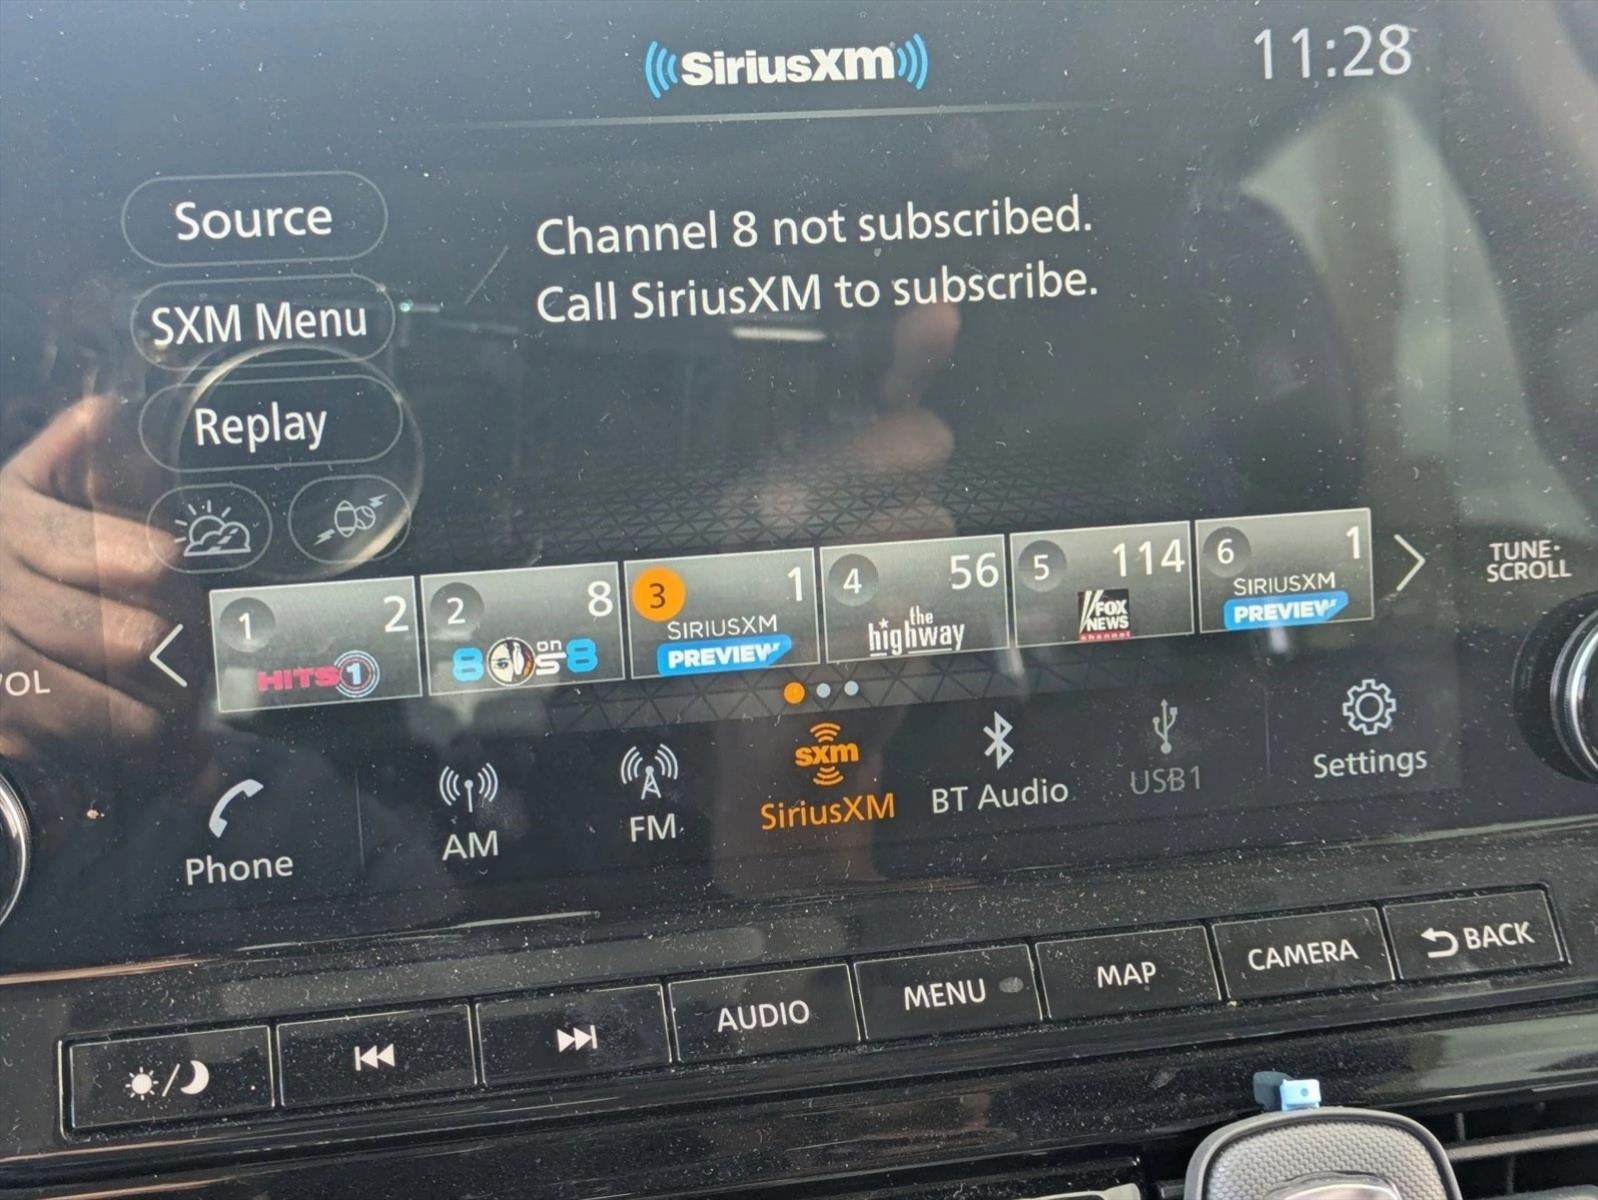 SiriusXM
11:28
Source
Channel 8 not subscribed.
Call SiriusXM to subscribe.
SXM Menu
Replay
1 2
HITS 1
2 8
80s on 8
3 1
SIRIUSXM
PREVIEW
4 56
the highway
5 114
FOX NEWS channel
6 1
SIRIUSXM
PREVIEW
TUNE·
SCROLL
VOL
Phone
AM
FM
sxm
SiriusXM
BT Audio
USB1
Settings
AUDIO
MENU
MAP
CAMERA
BACK